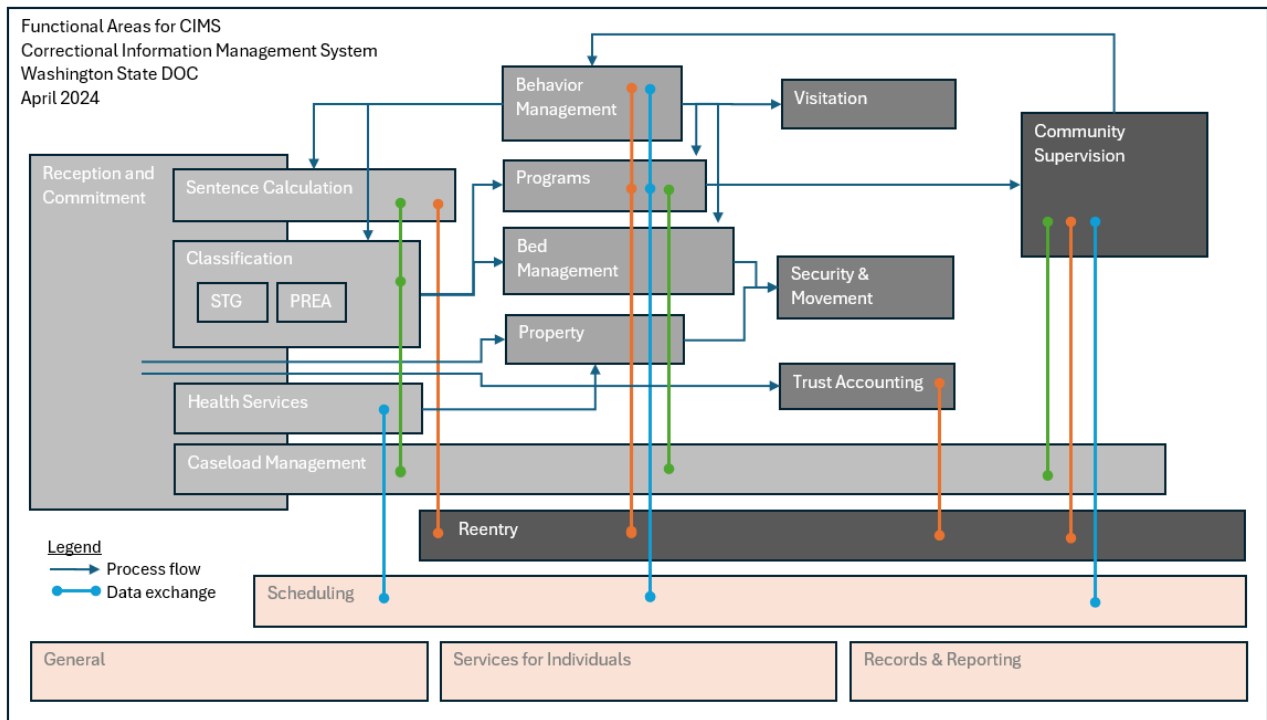 Functional Areas for CIMS
Correctional Information Management System
Washington State DOC
April 2024
Behavior
Management
Visitation
Community
Supervision
Reception and
Commitment
Sentence Calculation
Programs
Classification
STG
PREA
Bed
Management
Security &
Movement
Property
Trust Accounting
Health Services
Caseload Management
Reentry
Legend
Process flow
Data exchange
Scheduling
General
Services for Individuals
Records & Reporting